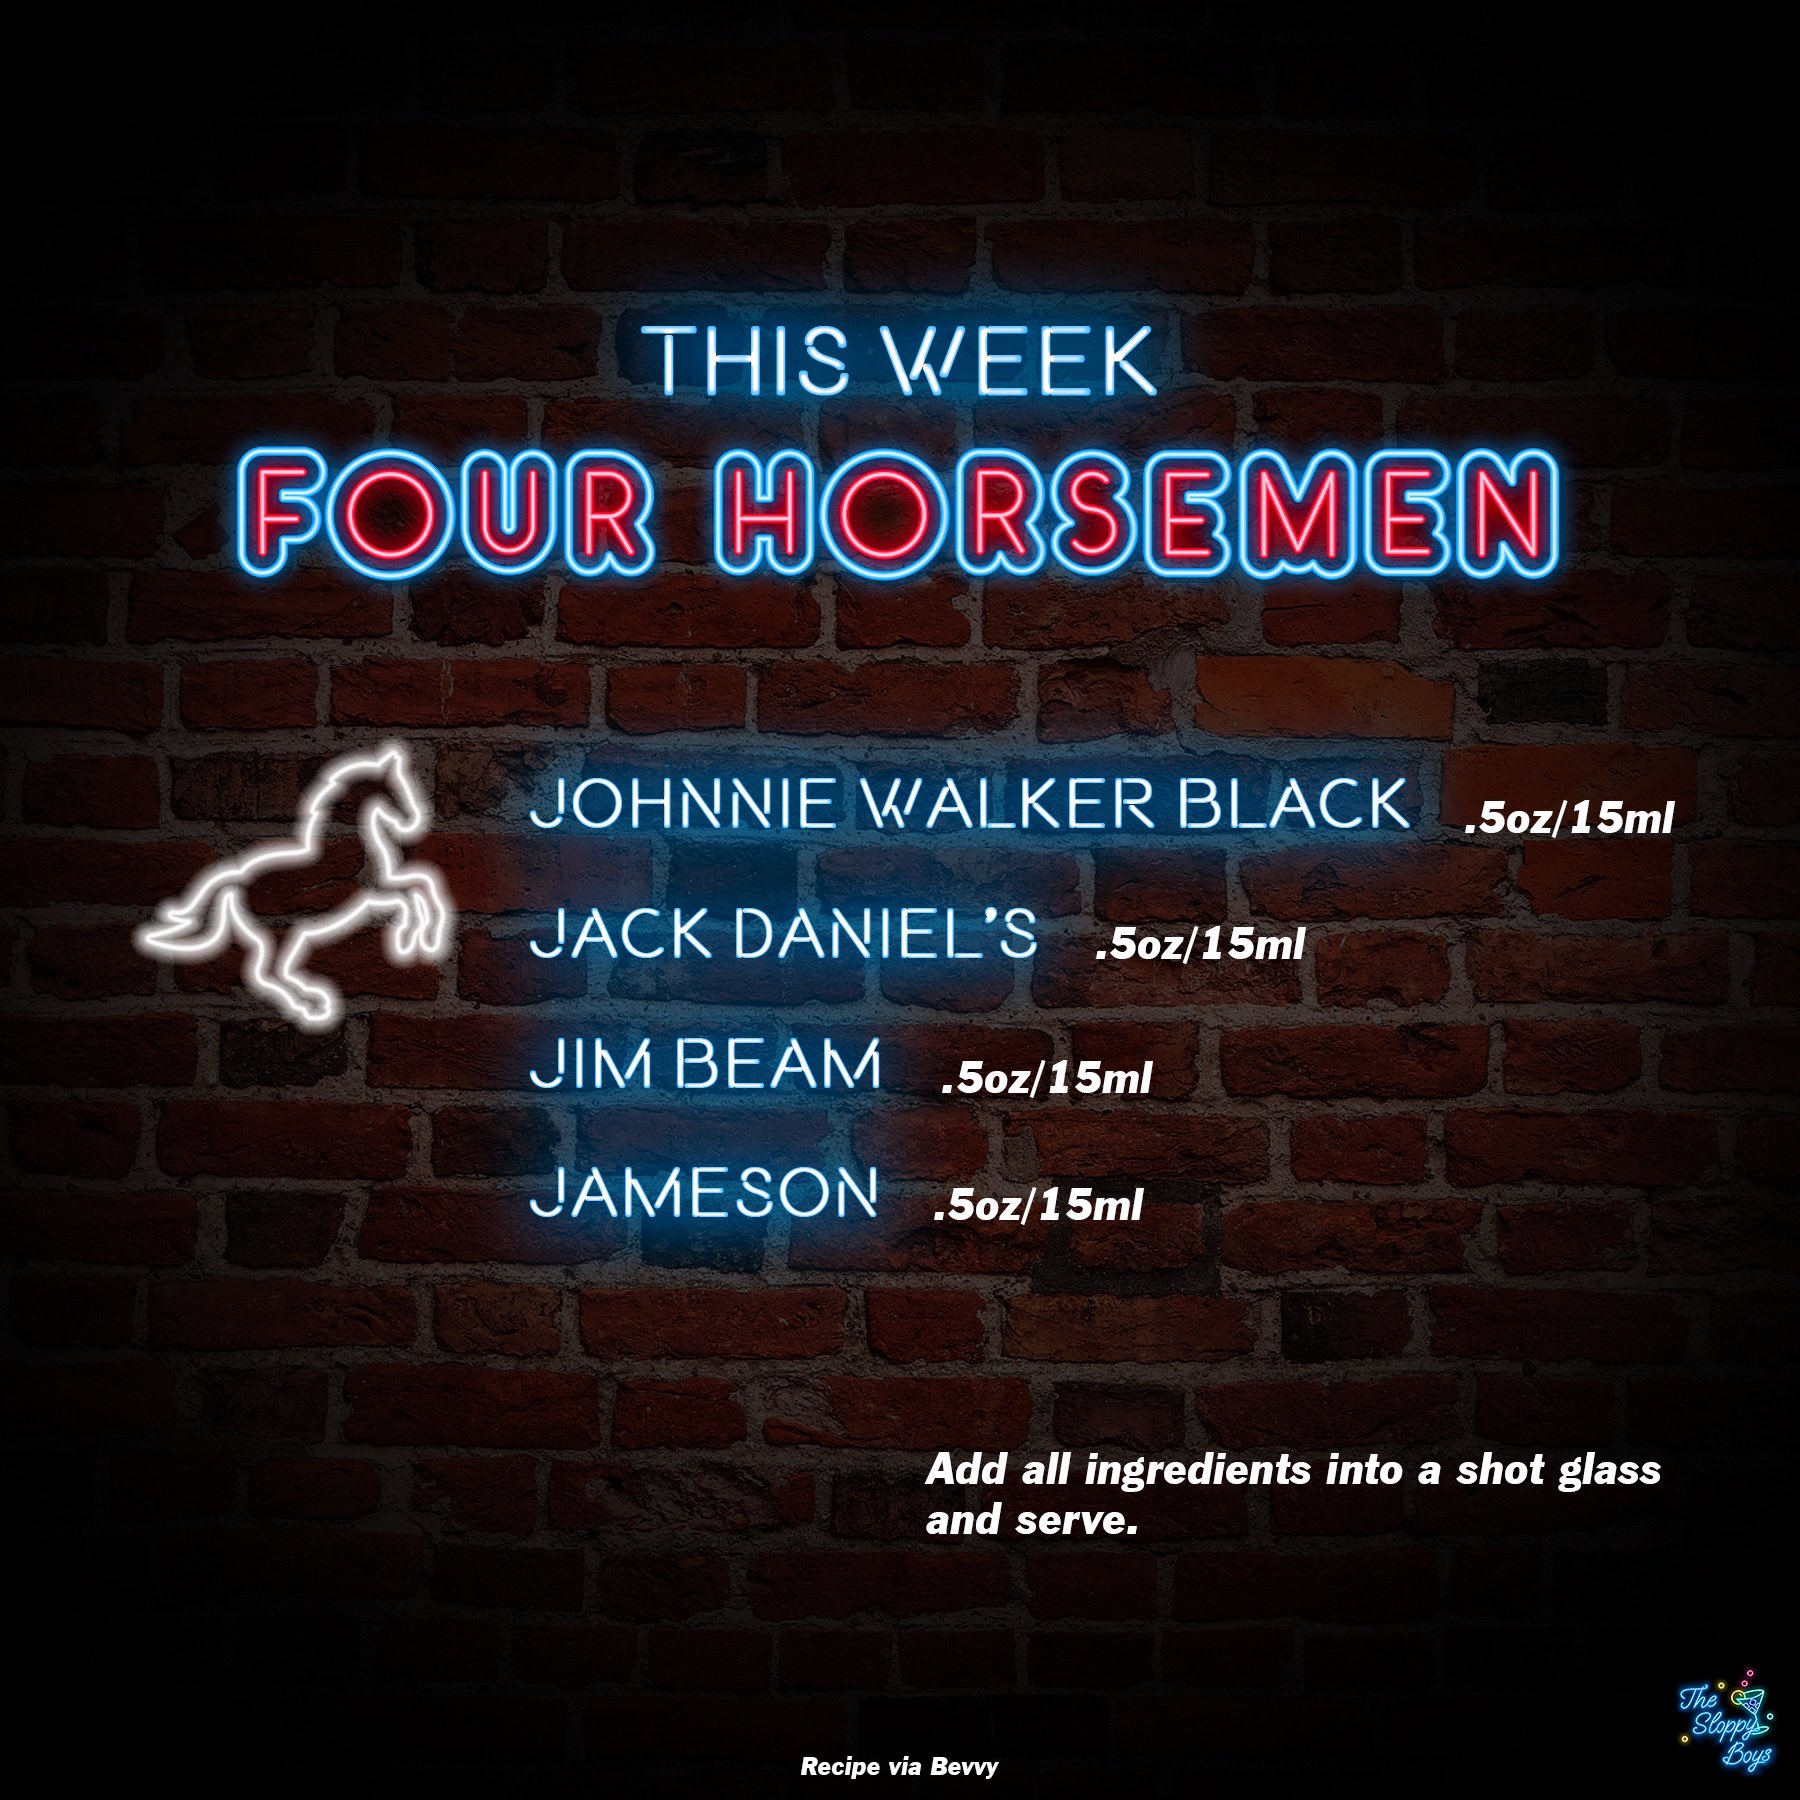 THIS WEEK
FOUR HORSEMEN
JOHNNIE WALKER BLACK .5oz/15ml
JACK DANIEL'S .5oz/15ml
JIM BEAM .5oz/15ml
JAMESON .5oz/15ml
Add all ingredients into a shot glass
and serve.
The
Sloppy
Boys
Recipe via Bevvy